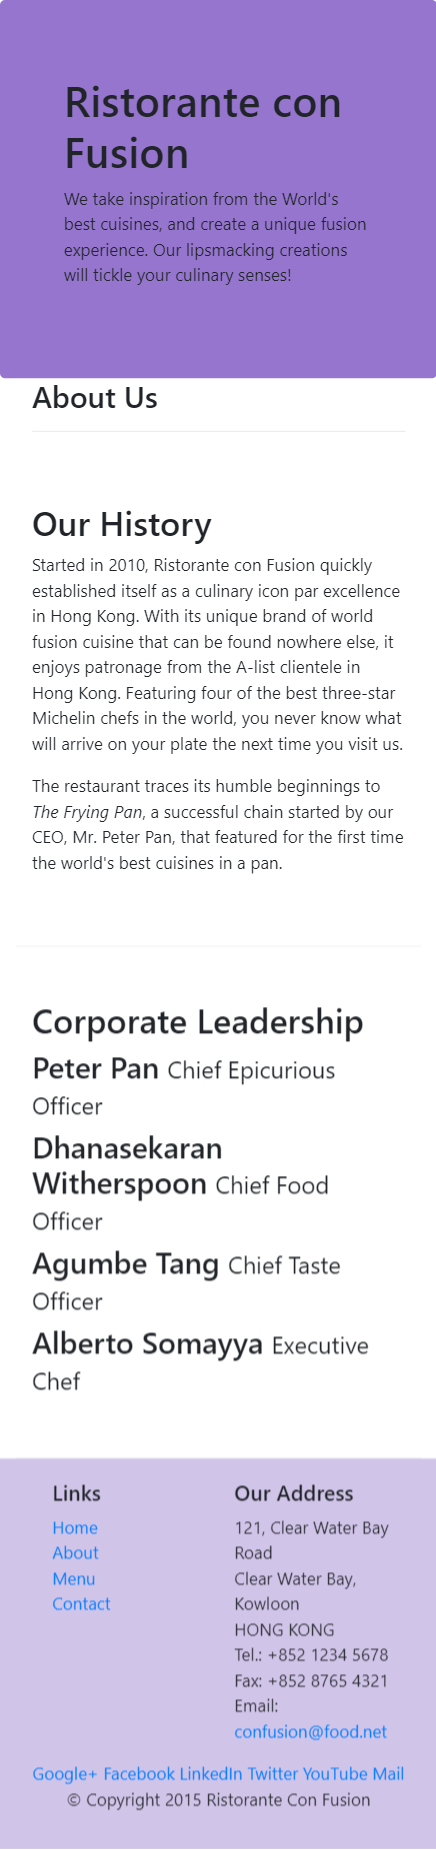 Ristorante con
Fusion
We take inspiration from the World's
best cuisines, and create a unique fusion
experience. Our lipsmacking creations
will tickle your culinary senses!
About Us
Our History
Started in 2010, Ristorante con Fusion quickly
established itself as a culinary icon par excellence
in Hong Kong. With its unique brand of world
fusion cuisine that can be found nowhere else, it
enjoys patronage from the A-list clientele in
Hong Kong. Featuring four of the best three-star
Michelin chefs in the world, you never know what
will arrive on your plate the next time you visit us.
The restaurant traces its humble beginnings to
The Frying Pan, a successful chain started by our
CEO, Mr. Peter Pan, that featured for the first time
the world's best cuisines in a pan.
Corporate Leadership
Peter Pan Chief Epicurious
Officer
Dhanasekaran
Witherspoon Chief Food
Officer
Agumbe Tang Chief Taste
Officer
Alberto Somayya Executive
Chef
Links
Home
About
Menu
Contact
Our Address
121, Clear Water Bay
Road
Clear Water Bay,
Kowloon
HONG KONG
Tel.: +852 1234 5678
Fax: +852 8765 4321
Email:
confusion@food.net
Google+ Facebook LinkedIn Twitter YouTube Mail
© Copyright 2015 Ristorante Con Fusion